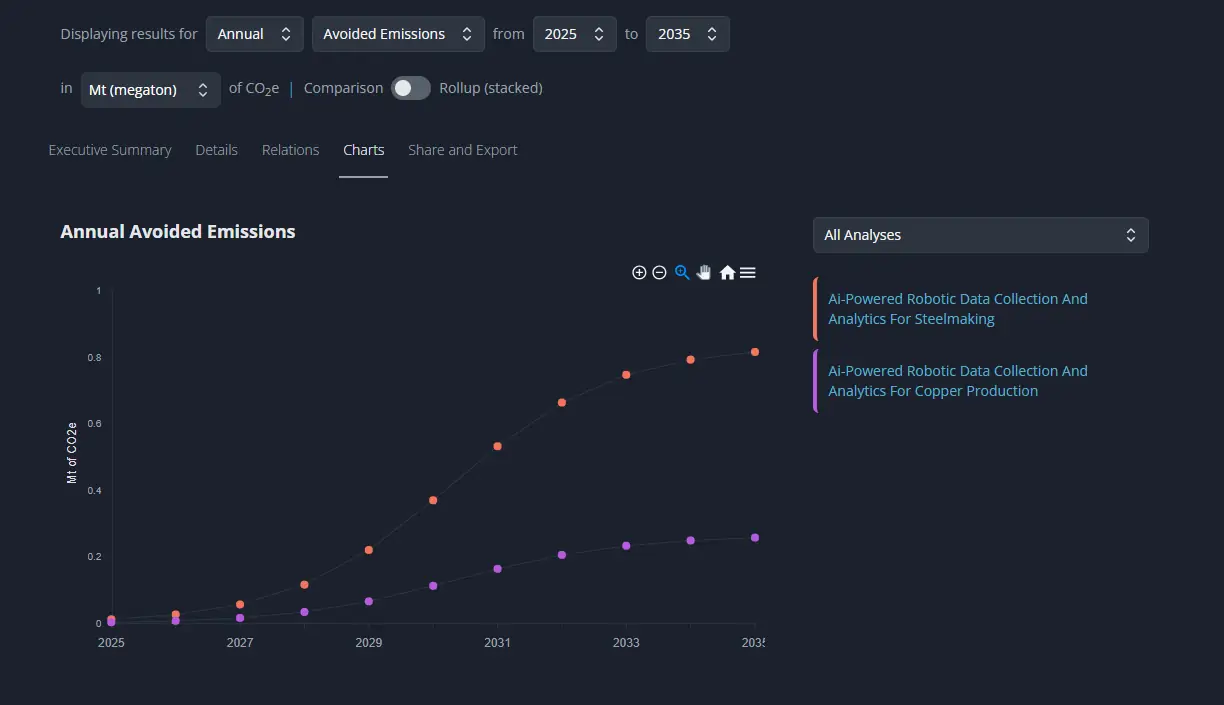 Displaying results for Annual Avoided Emissions from 2025 to 2035
in Mt (megaton) of CO2e | Comparison Rollup (stacked)
Executive Summary Details Relations Charts Share and Export
Annual Avoided Emissions
All Analyses
Ai-Powered Robotic Data Collection And
Analytics For Steelmaking
Ai-Powered Robotic Data Collection And
Analytics For Copper Production
Mt of CO2e
1
0.8
0.6
0.4
0.2
0
2025 2027 2029 2031 2033 2035